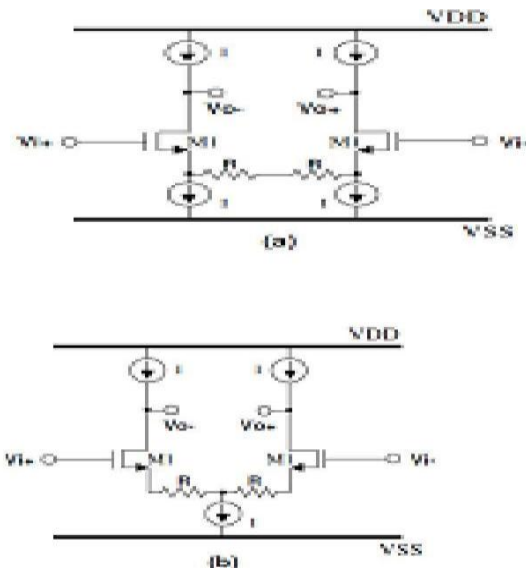 VDD
I I
Vo- Vo+
Vi+ M1 M1 Vi-
R R
I I
VSS
(a)
VDD
I I
Vo- Vo+
Vi+ M1 M1 Vi-
R R
I
VSS
(b)